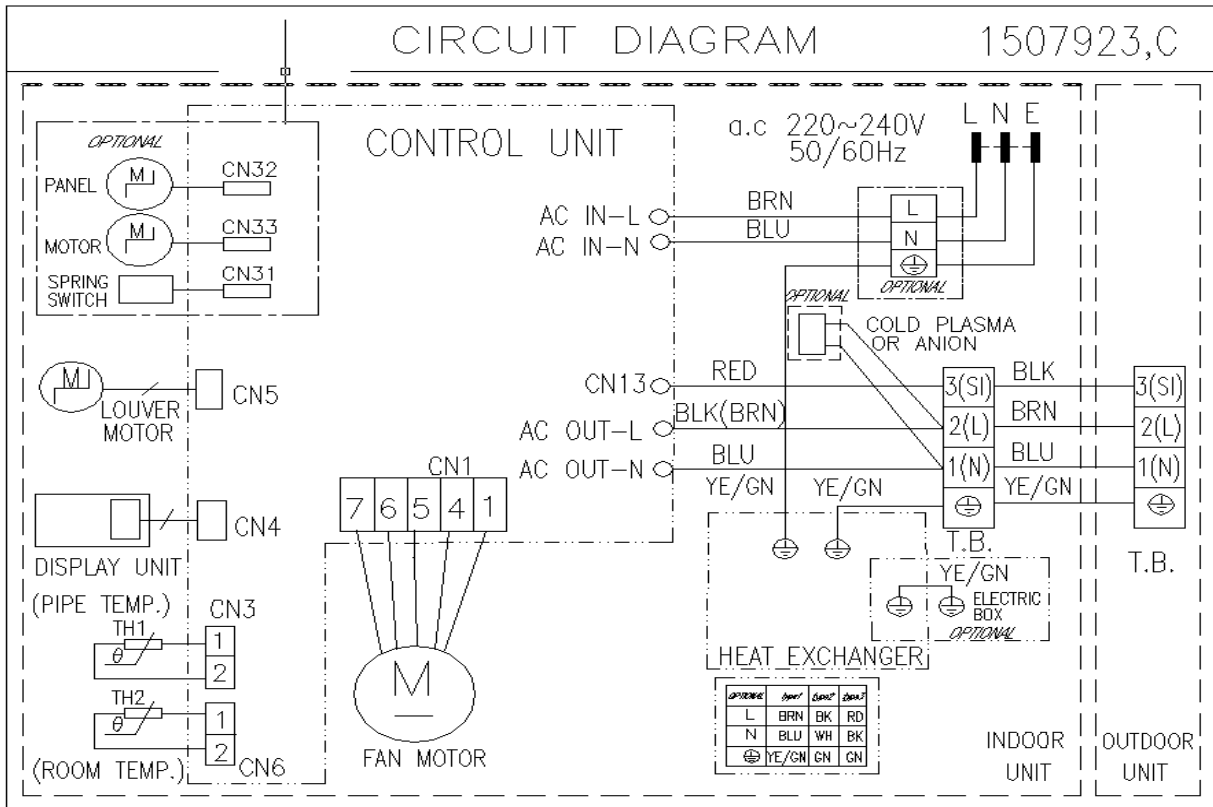 CIRCUIT DIAGRAM 1507923,C
OPTIONAL
PANEL
M
CN32
MOTOR
M
CN33
SPRING
SWITCH
CN31
CONTROL UNIT
a.c 220~240V
50/60Hz
L N E
AC IN-L
BRN
L
AC IN-N
BLU
N
OPTIONAL
OPTIONAL
COLD PLASMA
OR ANION
M
LOUVER
MOTOR
CN5
CN13
RED
3(SI)
BLK
3(SI)
AC OUT-L
BLK(BRN)
2(L)
BRN
2(L)
AC OUT-N
BLU
1(N)
BLU
1(N)
YE/GN
YE/GN
YE/GN
T.B.
T.B.
CN1
7 6 5 4 1
CN4
DISPLAY UNIT
(PIPE TEMP.)
CN3
TH1
θ
1
2
TH2
θ
1
2
(ROOM TEMP.)
CN6
M
FAN MOTOR
YE/GN
ELECTRIC
BOX
OPTIONAL
HEAT EXCHANGER
OPTIONAL type1 type2 type3
L BRN BK RD
N BLU WH BK
YE/GN GN GN
INDOOR
UNIT
OUTDOOR
UNIT